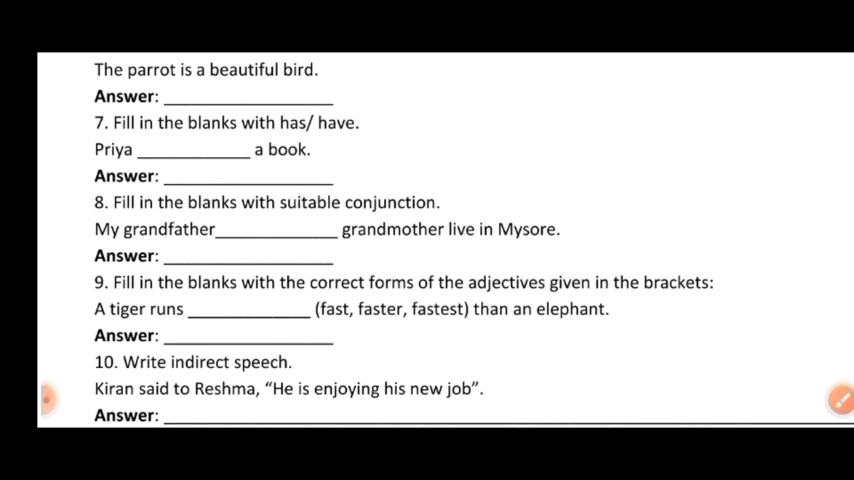 The parrot is a beautiful bird.
Answer: ___________________
7. Fill in the blanks with has/ have.
Priya _____________ a book.
Answer: ___________________
8. Fill in the blanks with suitable conjunction.
My grandfather______________ grandmother live in Mysore.
Answer: ___________________
9. Fill in the blanks with the correct forms of the adjectives given in the brackets:
A tiger runs ______________ (fast, faster, fastest) than an elephant.
Answer: ___________________
10. Write indirect speech.
Kiran said to Reshma, “He is enjoying his new job”.
Answer: ______________________________________________________________________________